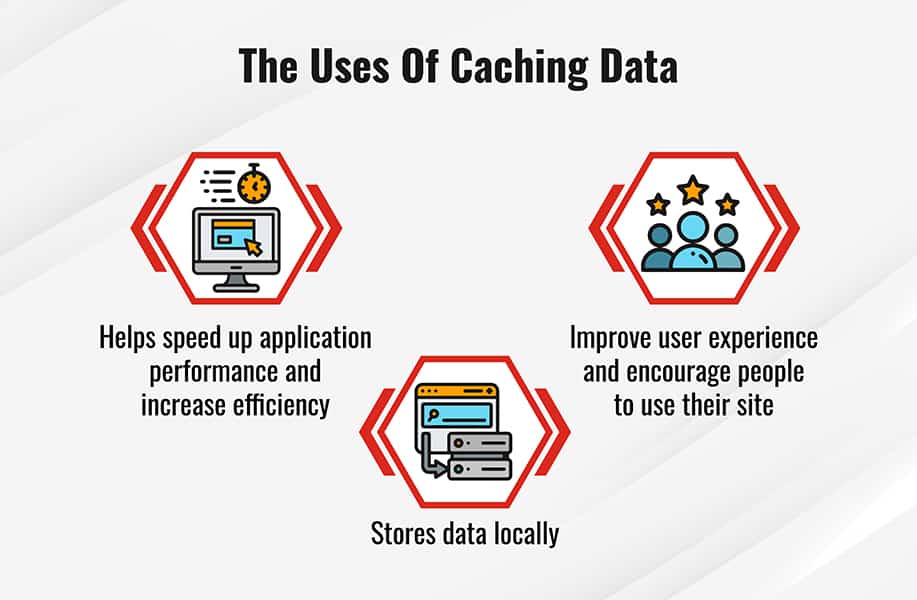 The Uses Of Caching Data
Helps speed up application
performance and
increase efficiency
Improve user experience
and encourage people
to use their site
Stores data locally